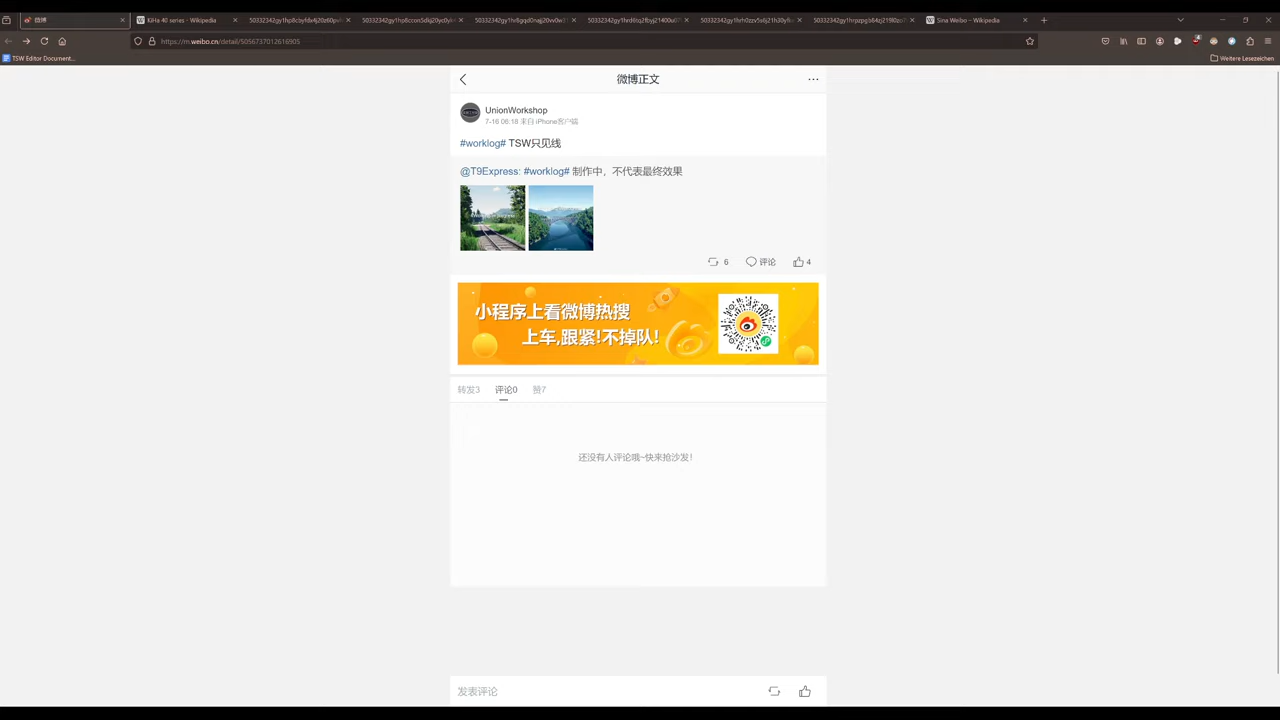 微博
KiHa 40 series - Wikipedia
Sina Weibo – Wikipedia
https://m.weibo.cn/detail/5056737012616905
TSW Editor Document...
Weitere Lesezeichen
微博正文
UnionWorkshop
7-16 08:18 来自 iPhone客户端
#worklog# TSW只见线
@T9Express: #worklog# 制作中，不代表最终效果
6 评论 4
小程序上看微博热搜
上车,跟紧!不掉队!
转发3 评论0 赞7
还没有人评论哦~快来抢沙发!
发表评论